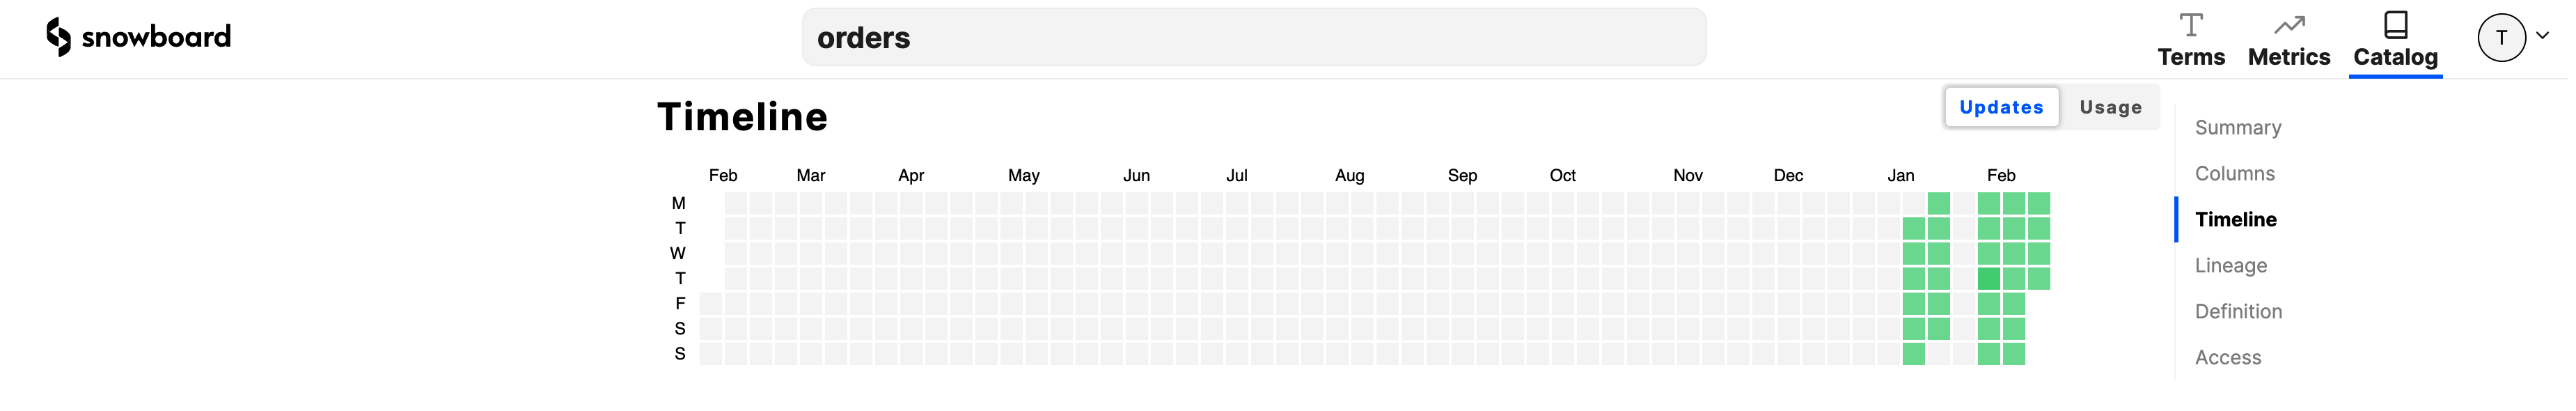 snowboard
orders
Terms Metrics Catalog
T
Timeline
Updates Usage
Feb Mar Apr May Jun Jul Aug Sep Oct Nov Dec Jan Feb
M
T
W
T
F
S
S
Summary
Columns
Timeline
Lineage
Definition
Access